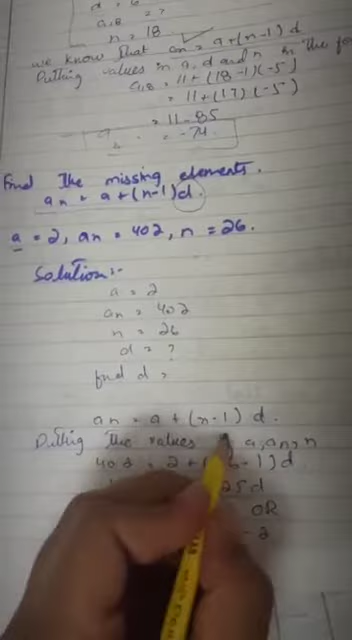 a18 = ?
n = 18
we know that an = a+(n-1)d
Putting values in a, d and n in the
a18 = 11+(18-1)(-5)
= 11+(17)(-5)
= 11-85
= -74
Find The missing elements.
an = a+(n-1)d.
a = 2, an = 402, n = 26.
Solution:-
a = 2
an = 402
n = 26
d = ?
find d =
an = a + (n-1) d.
Putting the values a, an, n
402 = 2 + -1) d
25d
OR
-2